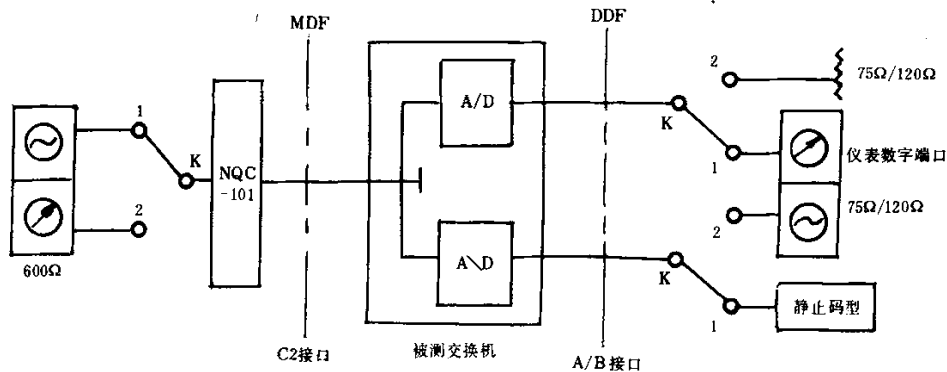 MDF
DDF
1
K
2
600Ω
NQC
-101
A/D
A\D
C2接口
被测交换机
A/B接口
2
75Ω/120Ω
K
1
仪表数字端口
2
75Ω/120Ω
K
1
静止码型